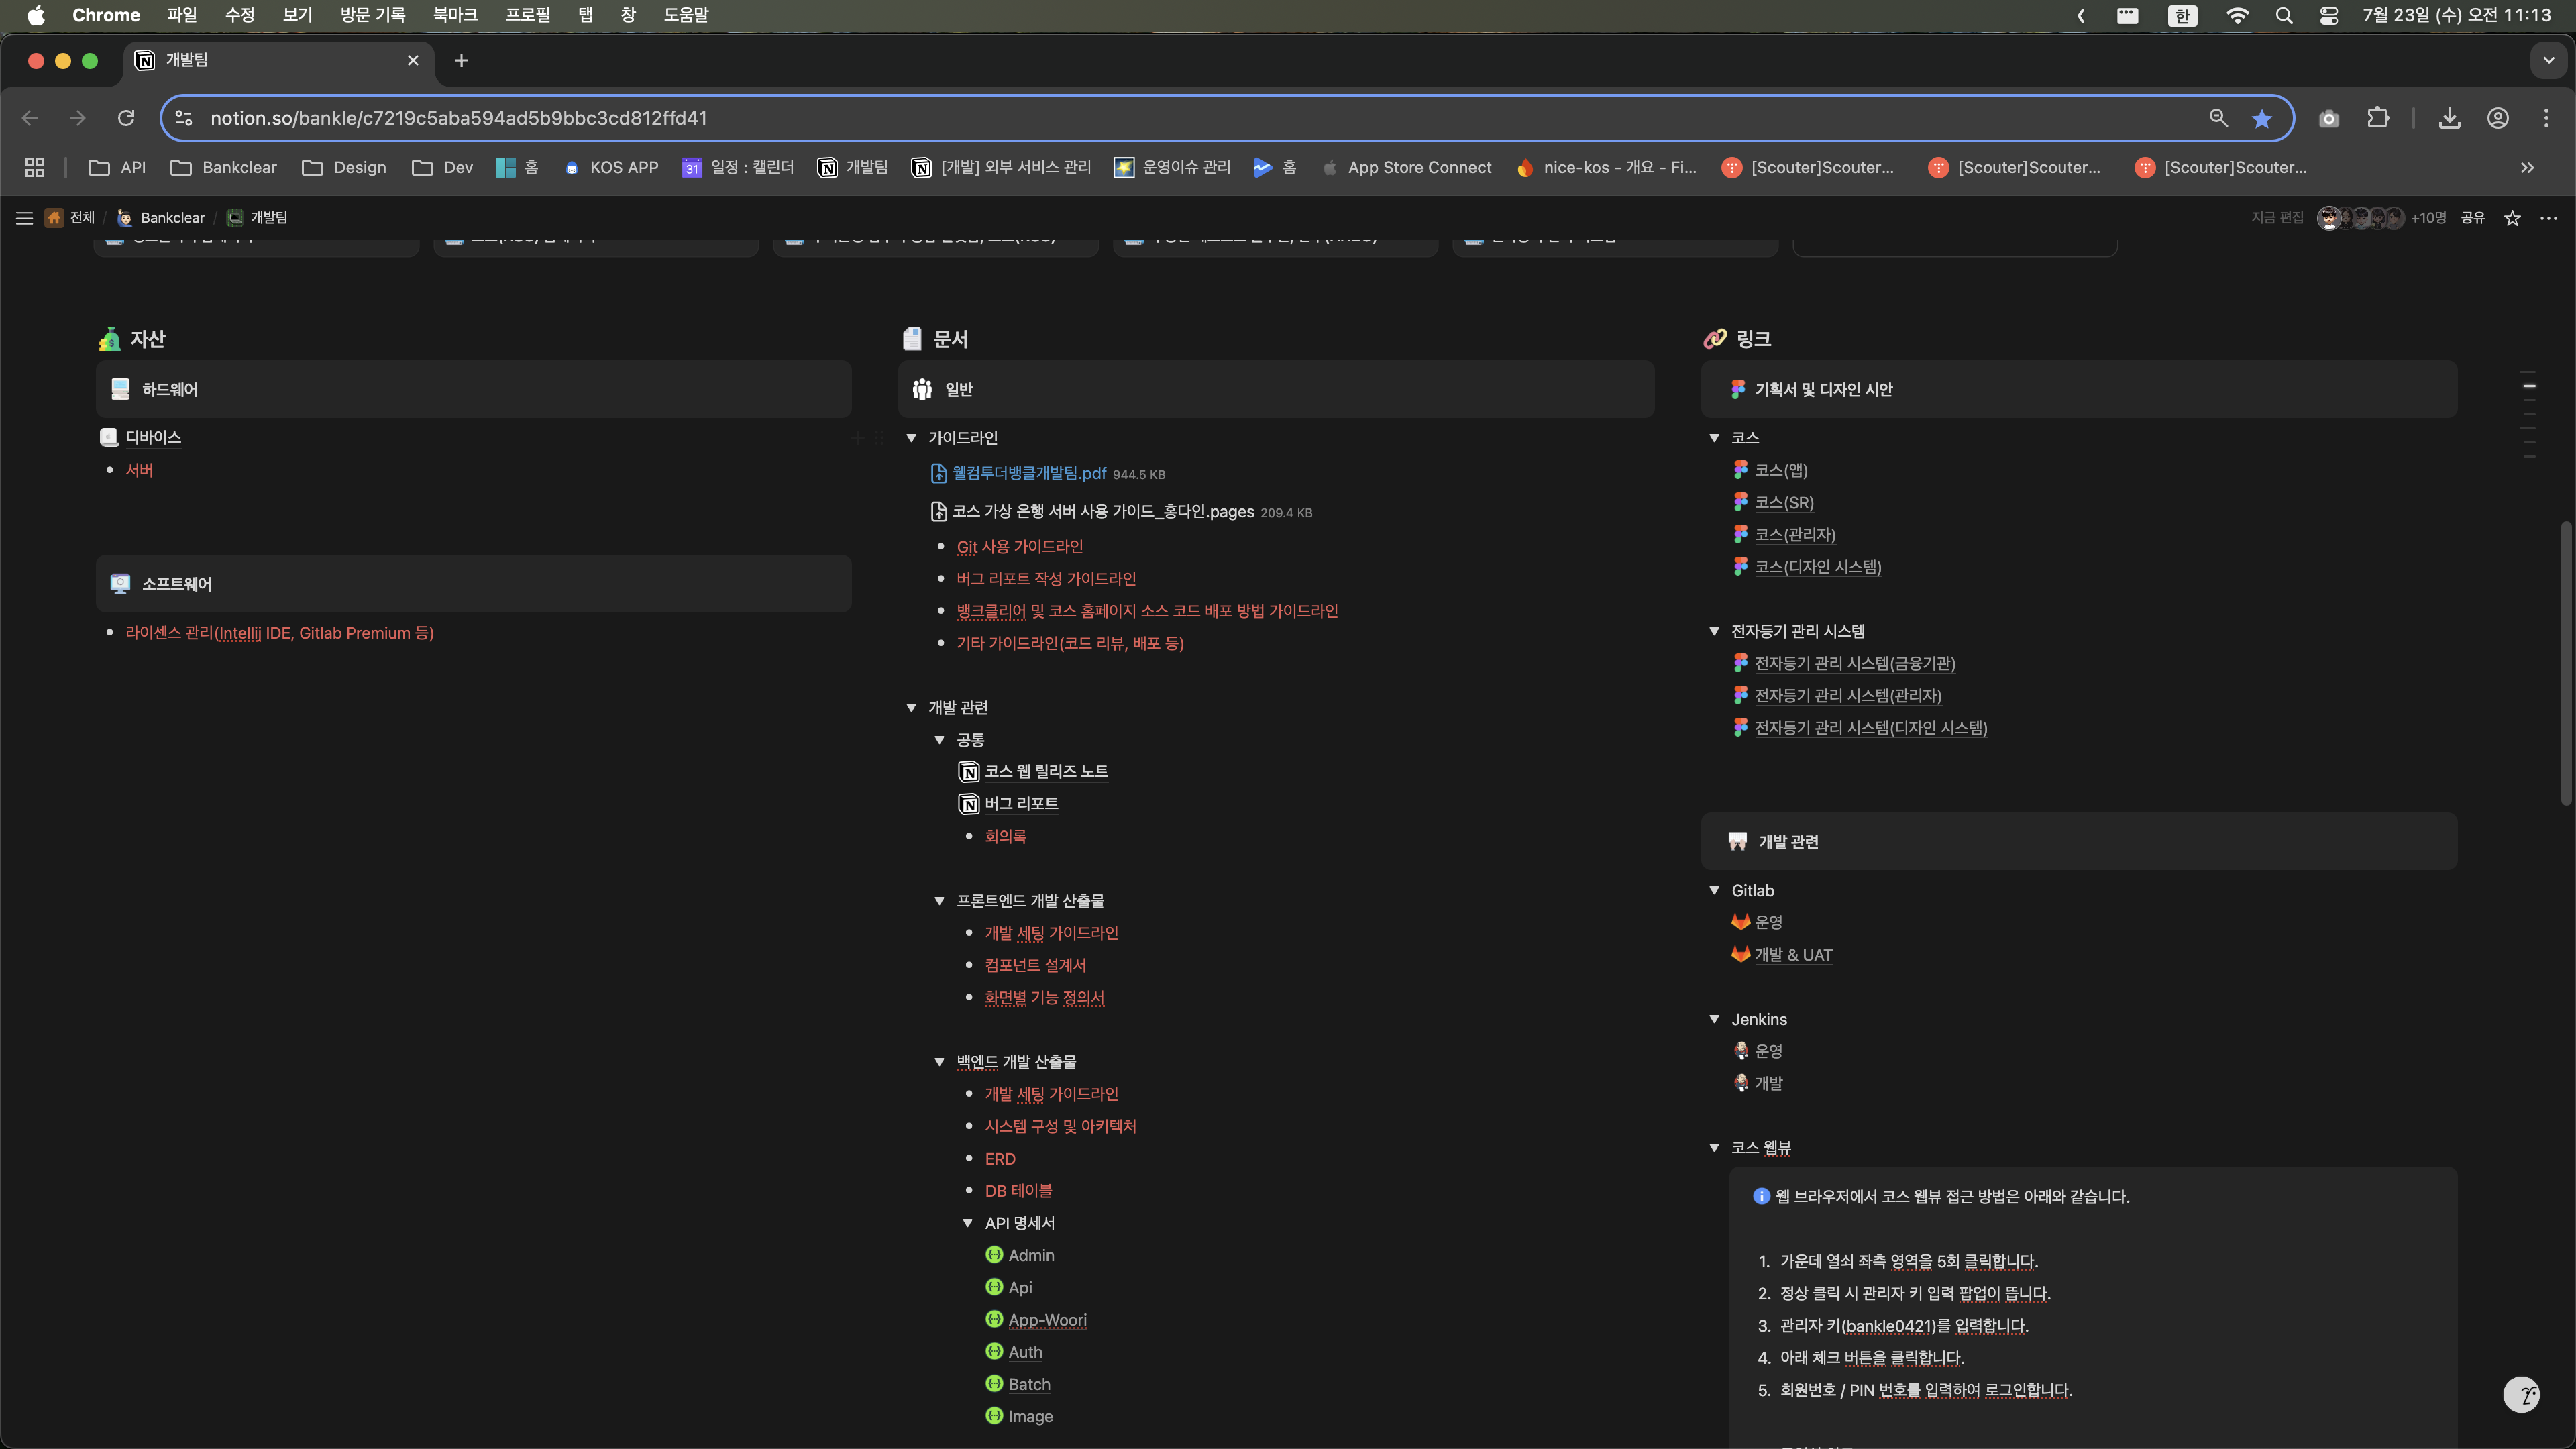 Chrome 파일 수정 보기 방문 기록 북마크 프로필 탭 창 도움말 한 7월 23일 (수) 오전 11:13
개발팀
notion.so/bankle/c7219c5aba594ad5b9bbc3cd812ffd41
API Bankclear Design Dev 홈 KOS APP 31 일정 : 캘린더 개발팀 [개발] 외부 서비스 관리 운영이슈 관리 홈 App Store Connect nice-kos - 개요 - Fi... [Scouter]Scouter... [Scouter]Scouter... [Scouter]Scouter...
전체 / Bankclear / 개발팀 지금 편집 +10명 공유
자산
하드웨어
디바이스
서버
소프트웨어
라이센스 관리(Intellij IDE, Gitlab Premium 등)
문서
일반
가이드라인
웰컴투더뱅클개발팀.pdf 944.5 KB
코스 가상 은행 서버 사용 가이드_홍다인.pages 209.4 KB
Git 사용 가이드라인
버그 리포트 작성 가이드라인
뱅크클리어 및 코스 홈페이지 소스 코드 배포 방법 가이드라인
기타 가이드라인(코드 리뷰, 배포 등)
개발 관련
공통
코스 웹 릴리즈 노트
버그 리포트
회의록
프론트엔드 개발 산출물
개발 세팅 가이드라인
컴포넌트 설계서
화면별 기능 정의서
백엔드 개발 산출물
개발 세팅 가이드라인
시스템 구성 및 아키텍처
ERD
DB 테이블
API 명세서
Admin
Api
App-Woori
Auth
Batch
Image
링크
기획서 및 디자인 시안
코스
코스(앱)
코스(SR)
코스(관리자)
코스(디자인 시스템)
전자등기 관리 시스템
전자등기 관리 시스템(금융기관)
전자등기 관리 시스템(관리자)
전자등기 관리 시스템(디자인 시스템)
개발 관련
Gitlab
운영
개발 & UAT
Jenkins
운영
개발
코스 웹뷰
웹 브라우저에서 코스 웹뷰 접근 방법은 아래와 같습니다.
1. 가운데 열쇠 좌측 영역을 5회 클릭합니다.
2. 정상 클릭 시 관리자 키 입력 팝업이 뜹니다.
3. 관리자 키(bankle0421)를 입력합니다.
4. 아래 체크 버튼을 클릭합니다.
5. 회원번호 / PIN 번호를 입력하여 로그인합니다.